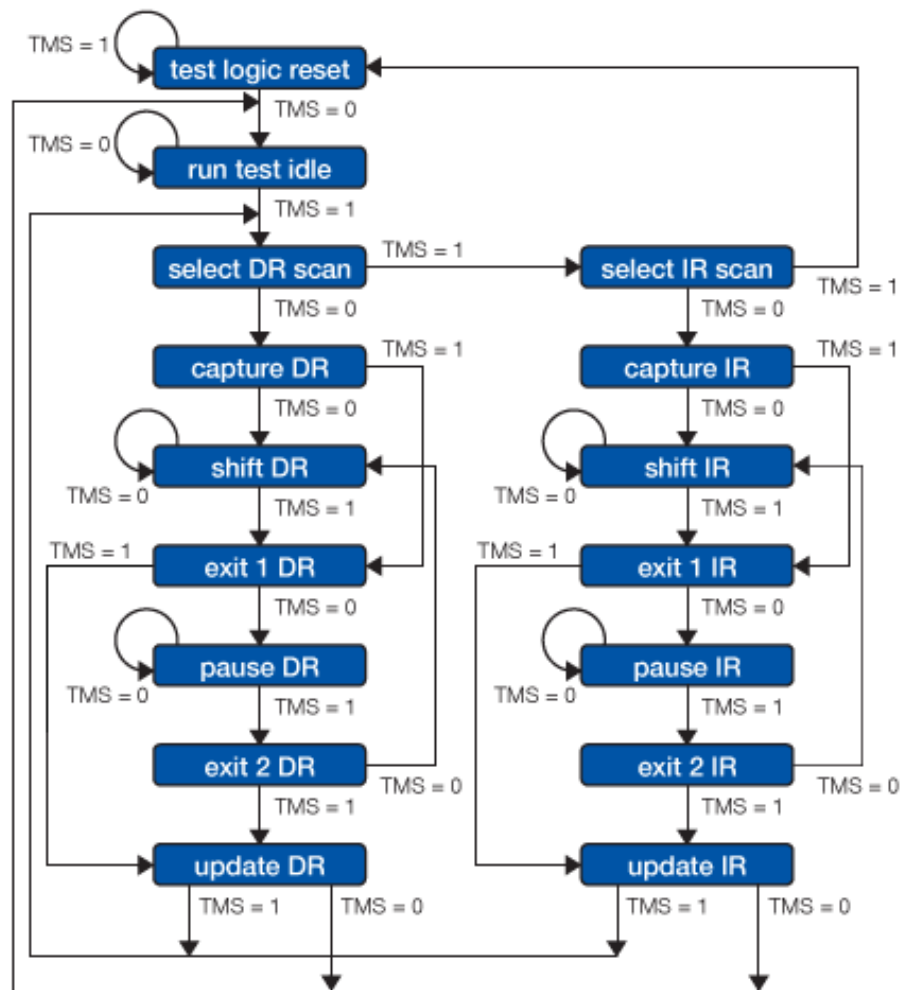 TMS = 1
test logic reset
TMS = 0
TMS = 0
run test idle
TMS = 1
select DR scan
TMS = 1
select IR scan
TMS = 1
TMS = 0
TMS = 0
capture DR
TMS = 1
capture IR
TMS = 1
TMS = 0
TMS = 0
shift DR
shift IR
TMS = 0
TMS = 1
TMS = 0
TMS = 1
TMS = 1
exit 1 DR
TMS = 1
exit 1 IR
TMS = 0
TMS = 0
pause DR
pause IR
TMS = 0
TMS = 1
TMS = 0
TMS = 1
exit 2 DR
TMS = 0
exit 2 IR
TMS = 0
TMS = 1
TMS = 1
update DR
update IR
TMS = 1
TMS = 0
TMS = 1
TMS = 0